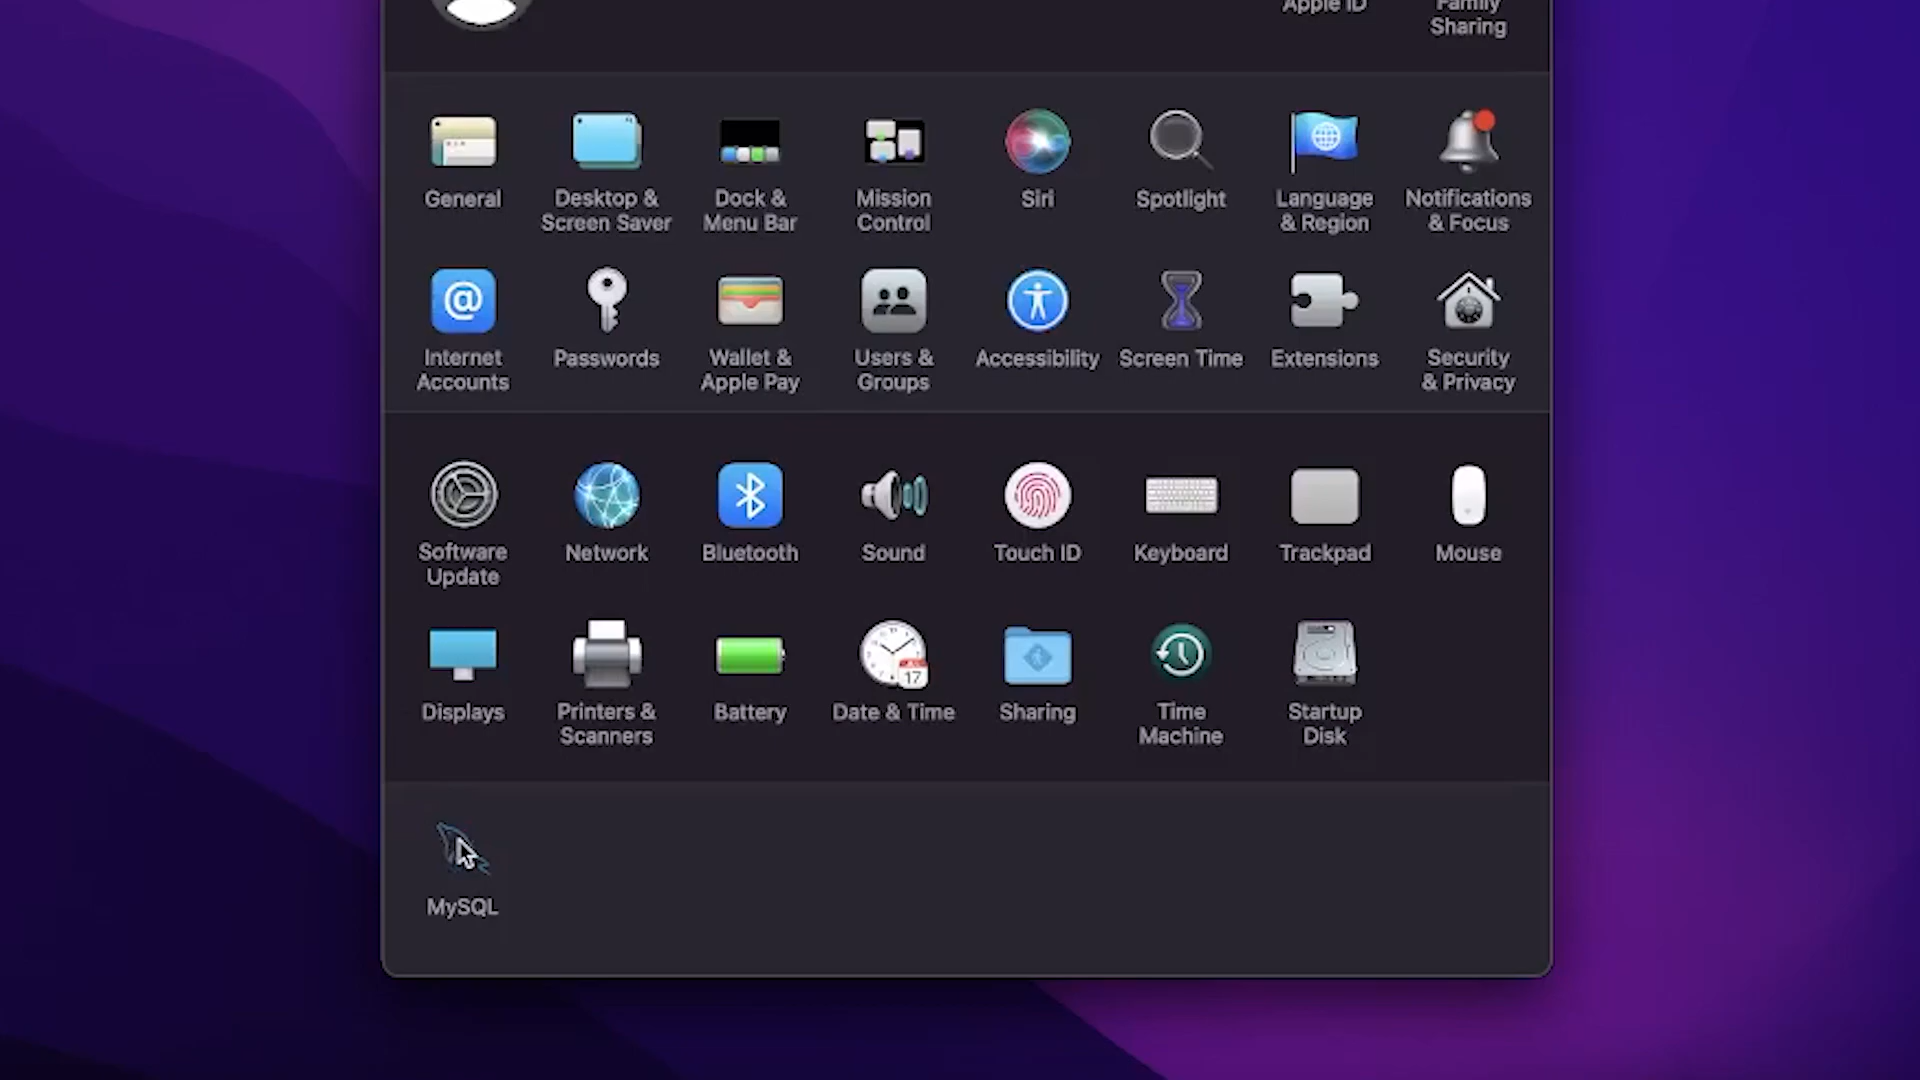 Apple ID
Family
Sharing
General
Desktop &
Screen Saver
Dock &
Menu Bar
Mission
Control
Siri
Spotlight
Language
& Region
Notifications
& Focus
Internet
Accounts
Passwords
Wallet &
Apple Pay
Users &
Groups
Accessibility
Screen Time
Extensions
Security
& Privacy
Software
Update
Network
Bluetooth
Sound
Touch ID
Keyboard
Trackpad
Mouse
Displays
Printers &
Scanners
Battery
17
Date & Time
Sharing
Time
Machine
Startup
Disk
MySQL